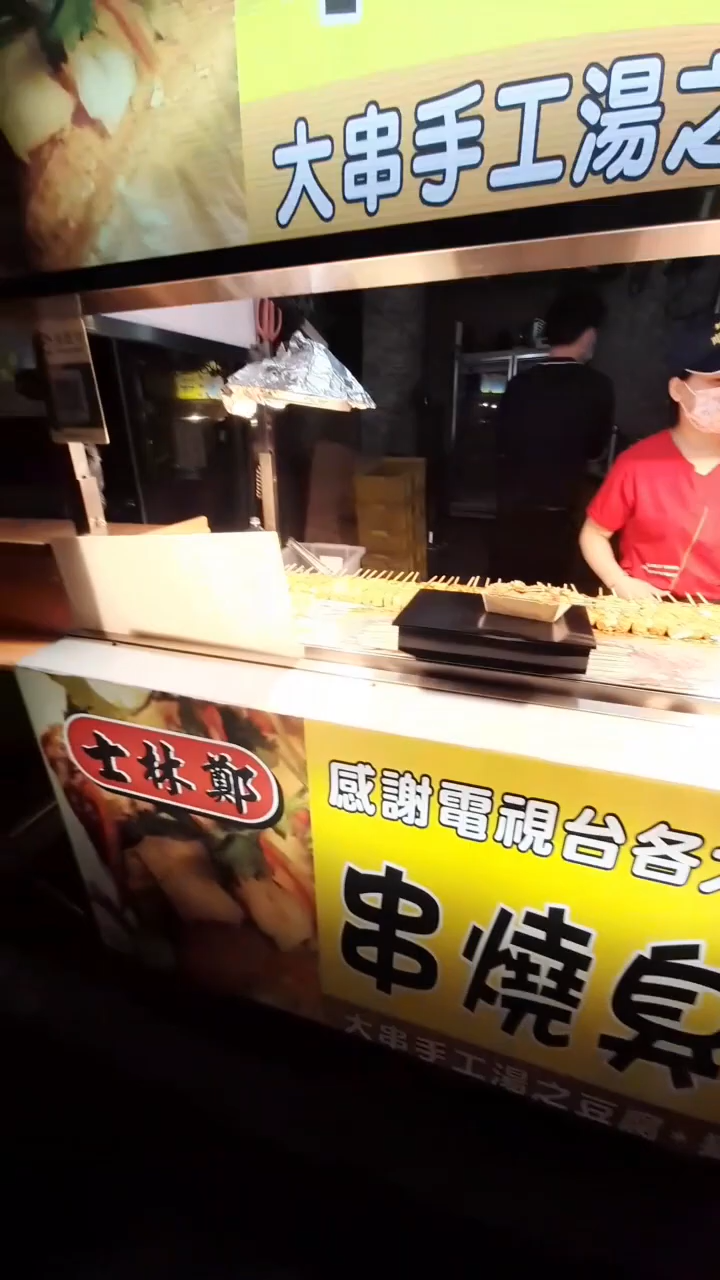 大串手工湯之
士林鄭
感謝電視台各大
串燒臭
大串手工湯之豆腐